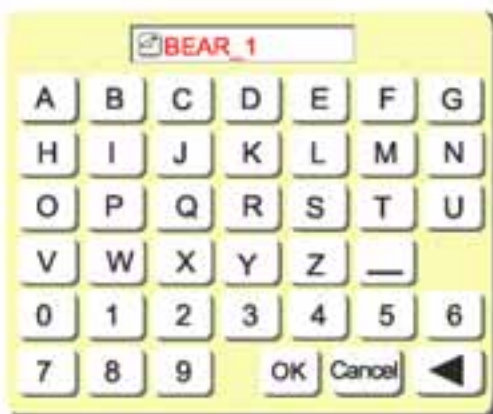 BEAR_1
A B C D E F G
H I J K L M N
O P Q R S T U
V W X Y Z _
0 1 2 3 4 5 6
7 8 9 OK Cancel